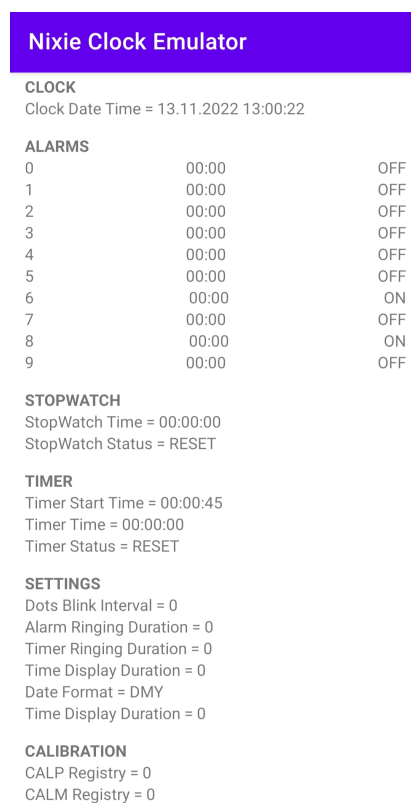 Nixie Clock Emulator
CLOCK
Clock Date Time = 13.11.2022 13:00:22
ALARMS
0 00:00 OFF
1 00:00 OFF
2 00:00 OFF
3 00:00 OFF
4 00:00 OFF
5 00:00 OFF
6 00:00 ON
7 00:00 OFF
8 00:00 ON
9 00:00 OFF
STOPWATCH
StopWatch Time = 00:00:00
StopWatch Status = RESET
TIMER
Timer Start Time = 00:00:45
Timer Time = 00:00:00
Timer Status = RESET
SETTINGS
Dots Blink Interval = 0
Alarm Ringing Duration = 0
Timer Ringing Duration = 0
Time Display Duration = 0
Date Format = DMY
Time Display Duration = 0
CALIBRATION
CALP Registry = 0
CALM Registry = 0